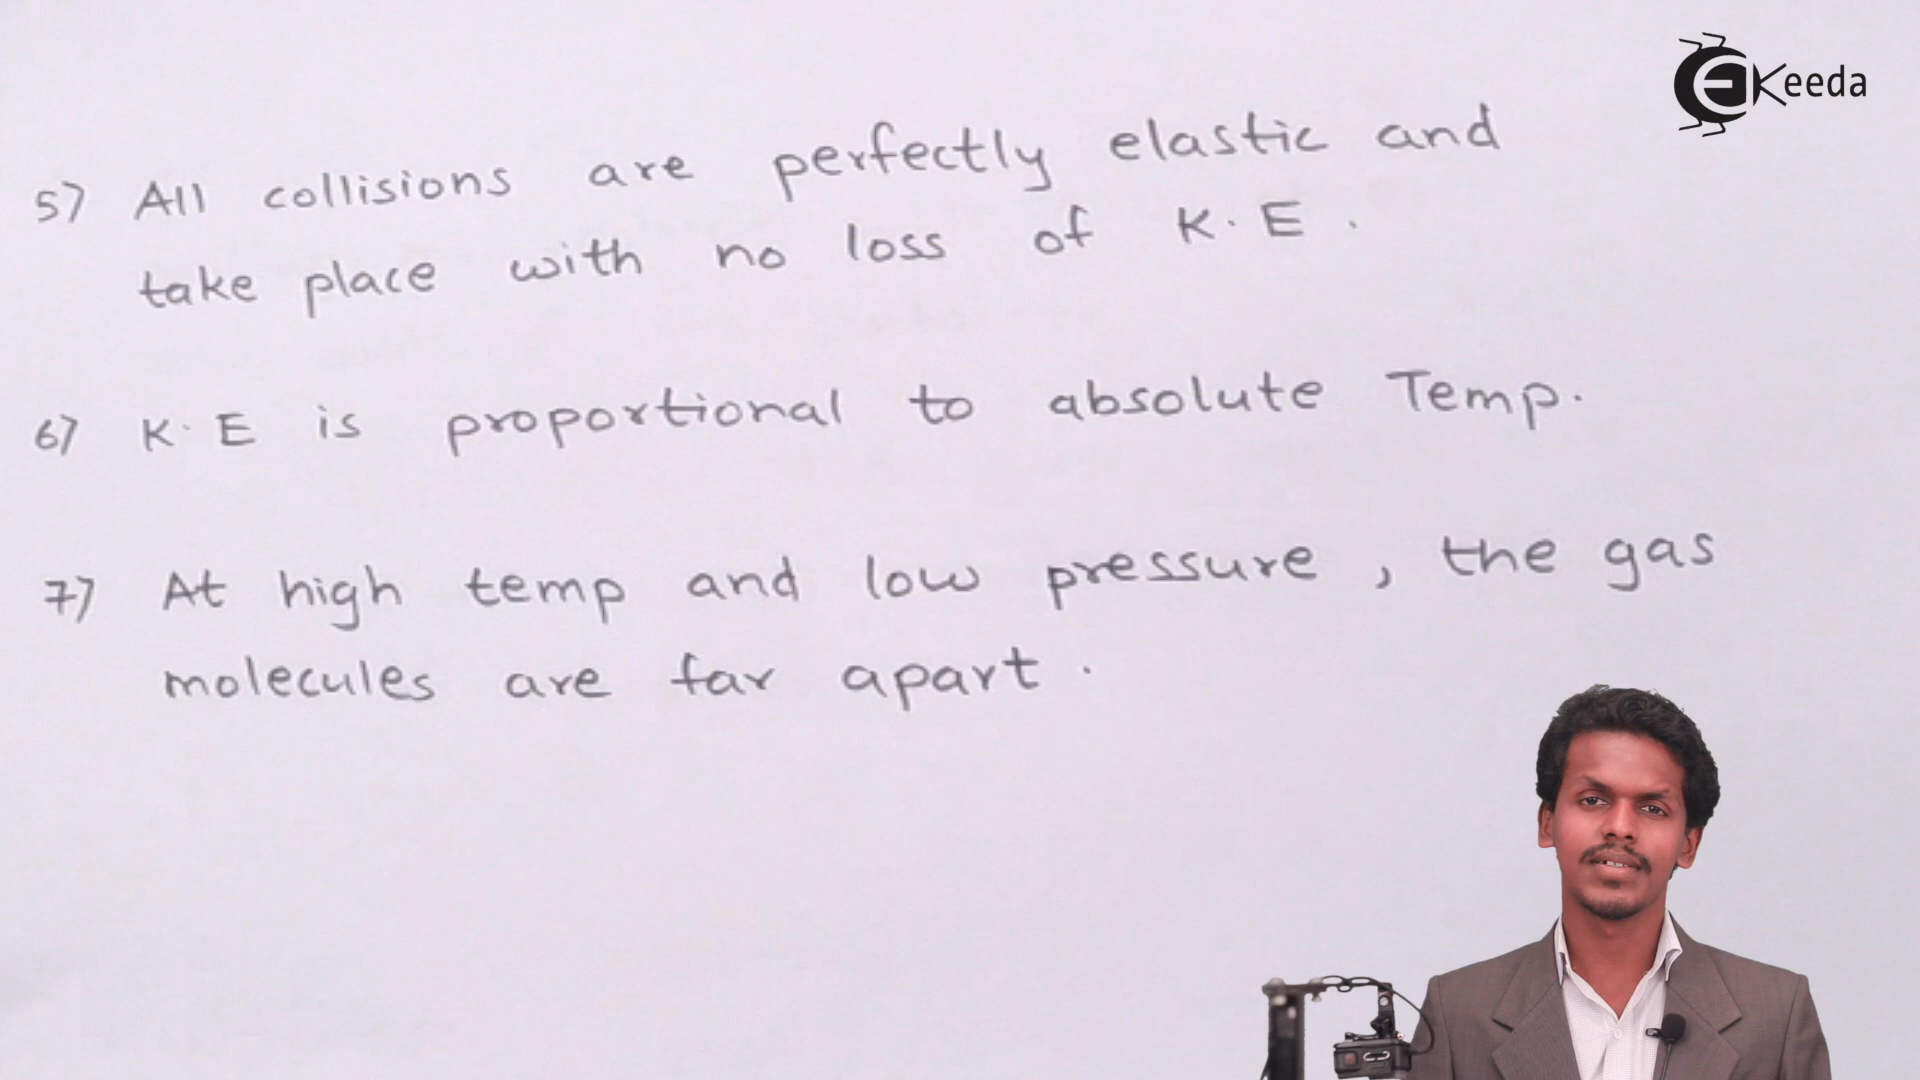 EKeeda
5) All collisions are perfectly elastic and
take place with no loss of K.E.
6) K.E is proportional to absolute Temp.
7) At high temp and low pressure, the gas
molecules are far apart.